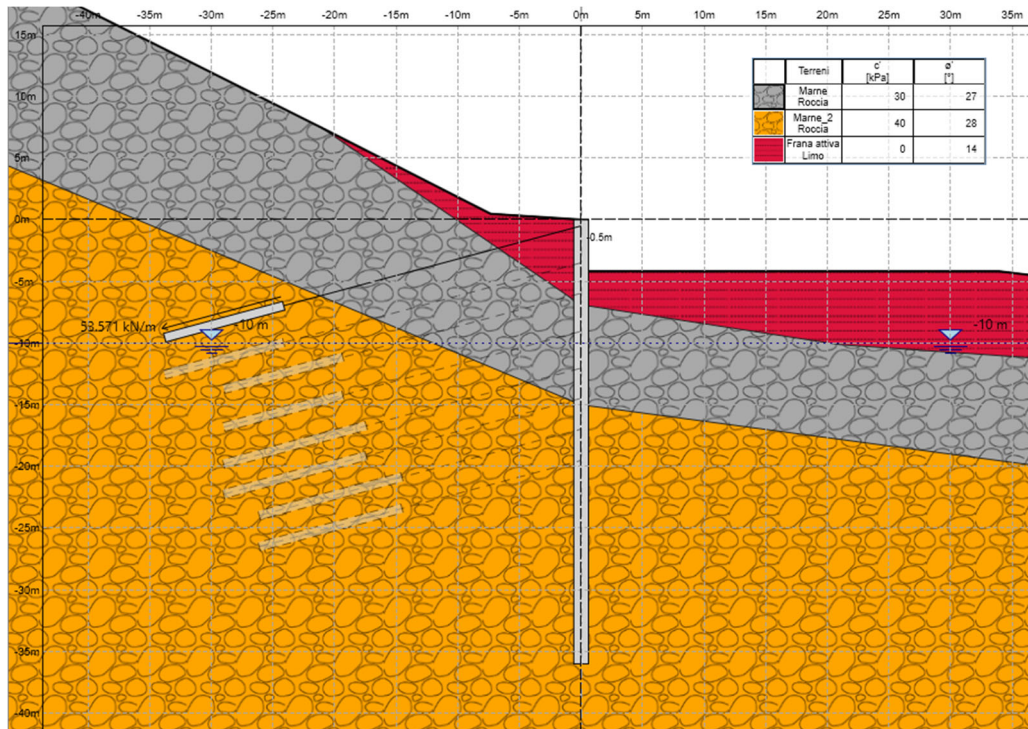 -40m -35m -30m -25m -20m -15m -10m -5m 0m 5m 10m 15m 20m 25m 30m 35m
15m
Terreni c' [kPa] ø' [°]
Marne Roccia 30 27
10m
Marne_2 Roccia 40 28
Frana attiva Limo 0 14
5m
0m
-0.5m
-5m
53.571 kN/m -10 m -10 m
-10m
-15m
-20m
-25m
-30m
-35m
-40m